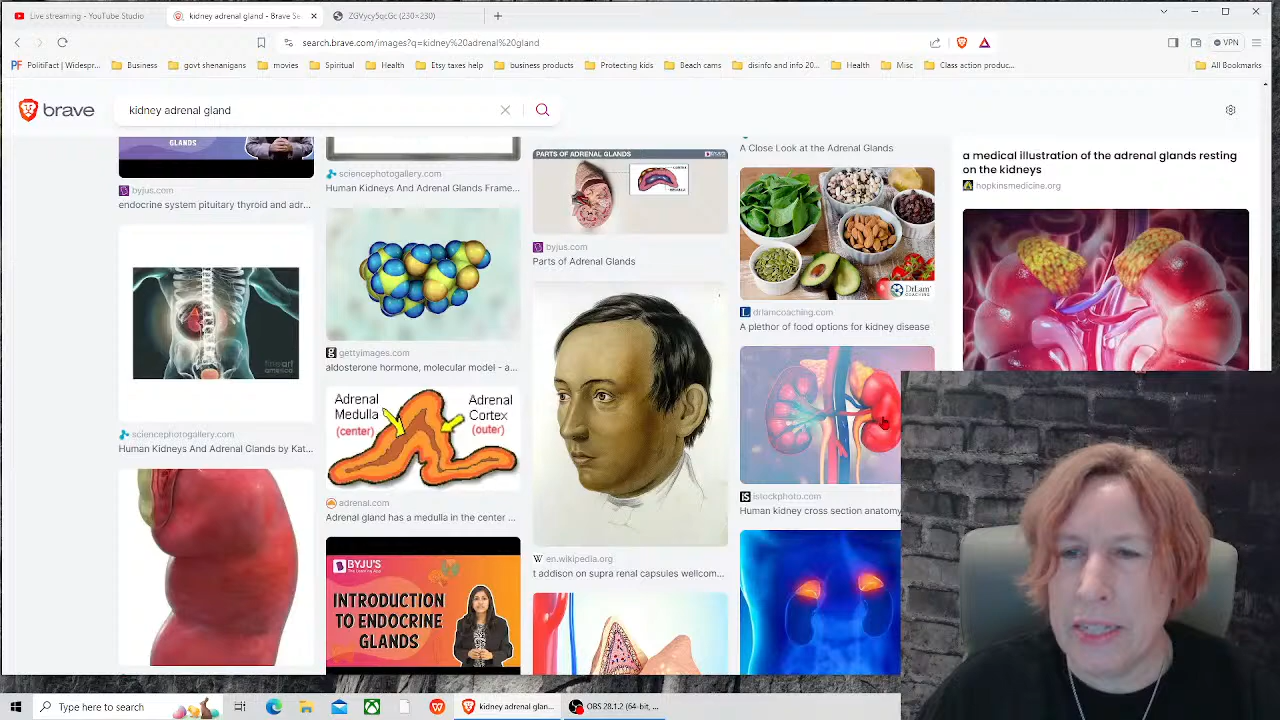 Live streaming - YouTube Studio
kidney adrenal gland - Brave Se
ZGVycy5qcGc (230×230)
search.brave.com/images?q=kidney%20adrenal%20gland
VPN
PF PolitiFact | Widespr...
Business
govt shenanigans
movies
Spiritual
Health
Etsy taxes help
business products
Protecting kids
Beach cams
disinfo and info 20...
Health
Misc
Class action produc...
All Bookmarks
brave
kidney adrenal gland
GLANDS
byjus.com
endocrine system pituitary thyroid and adr...
sciencephotogallery.com
Human Kidneys And Adrenal Glands by Kat...
sciencephotogallery.com
Human Kidneys And Adrenal Glands Frame...
gettyimages.com
aldosterone hormone, molecular model - a...
Adrenal Medulla (center)
Adrenal Cortex (outer)
adrenal.com
Adrenal gland has a medulla in the center ...
BYJU'S
INTRODUCTION
TO ENDOCRINE
GLANDS
PARTS OF ADRENAL GLANDS
byjus.com
Parts of Adrenal Glands
W en.wikipedia.org
t addison on supra renal capsules wellcom...
A Close Look at the Adrenal Glands
DrLam
COACHING
L drlamcoaching.com
A plethor of food options for kidney disease
iS istockphoto.com
Human kidney cross section anatomy
a medical illustration of the adrenal glands resting
on the kidneys
hopkinsmedicine.org
Type here to search
kidney adrenal glan...
OBS 28.1.2 (64-bit, ...